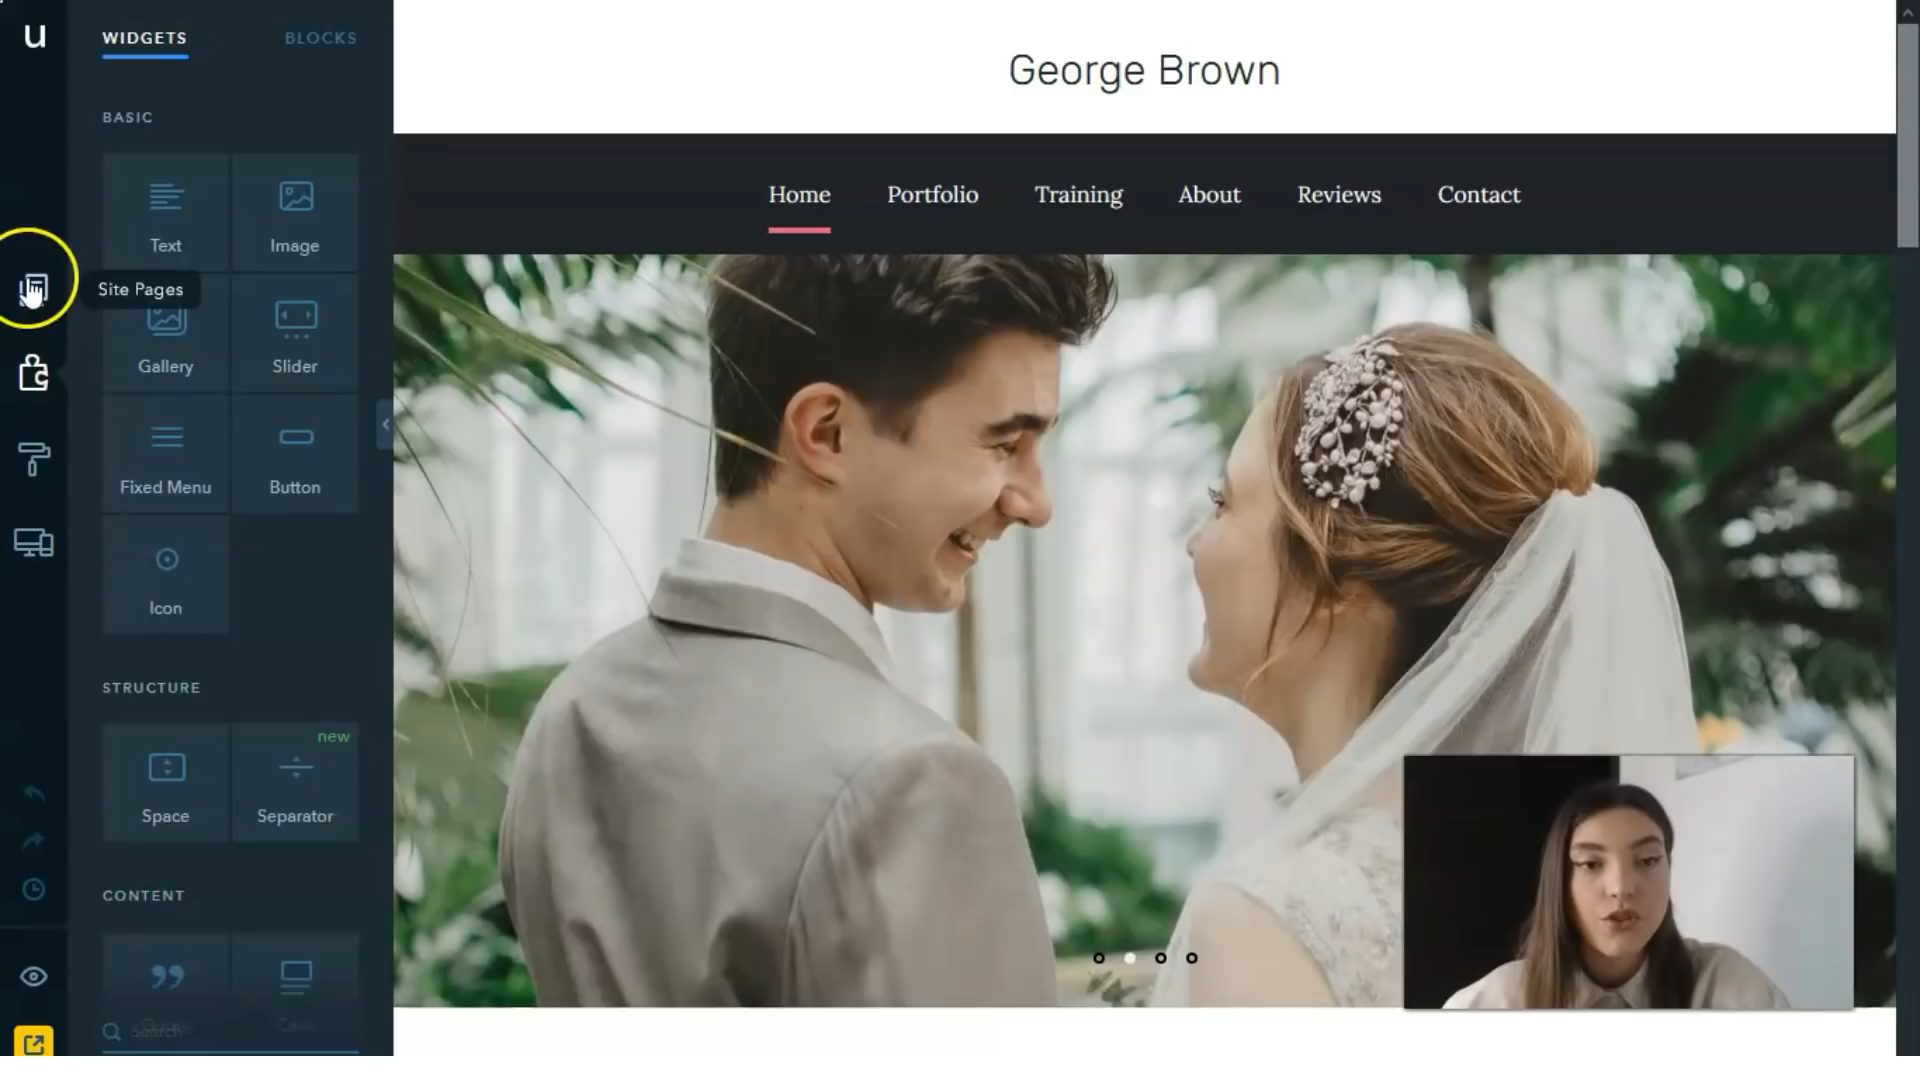 u
WIDGETS
BLOCKS
BASIC
Text
Image
Site Pages
Gallery
Slider
Fixed Menu
Button
Icon
STRUCTURE
new
Space
Separator
CONTENT
Search
George Brown
Home
Portfolio
Training
About
Reviews
Contact